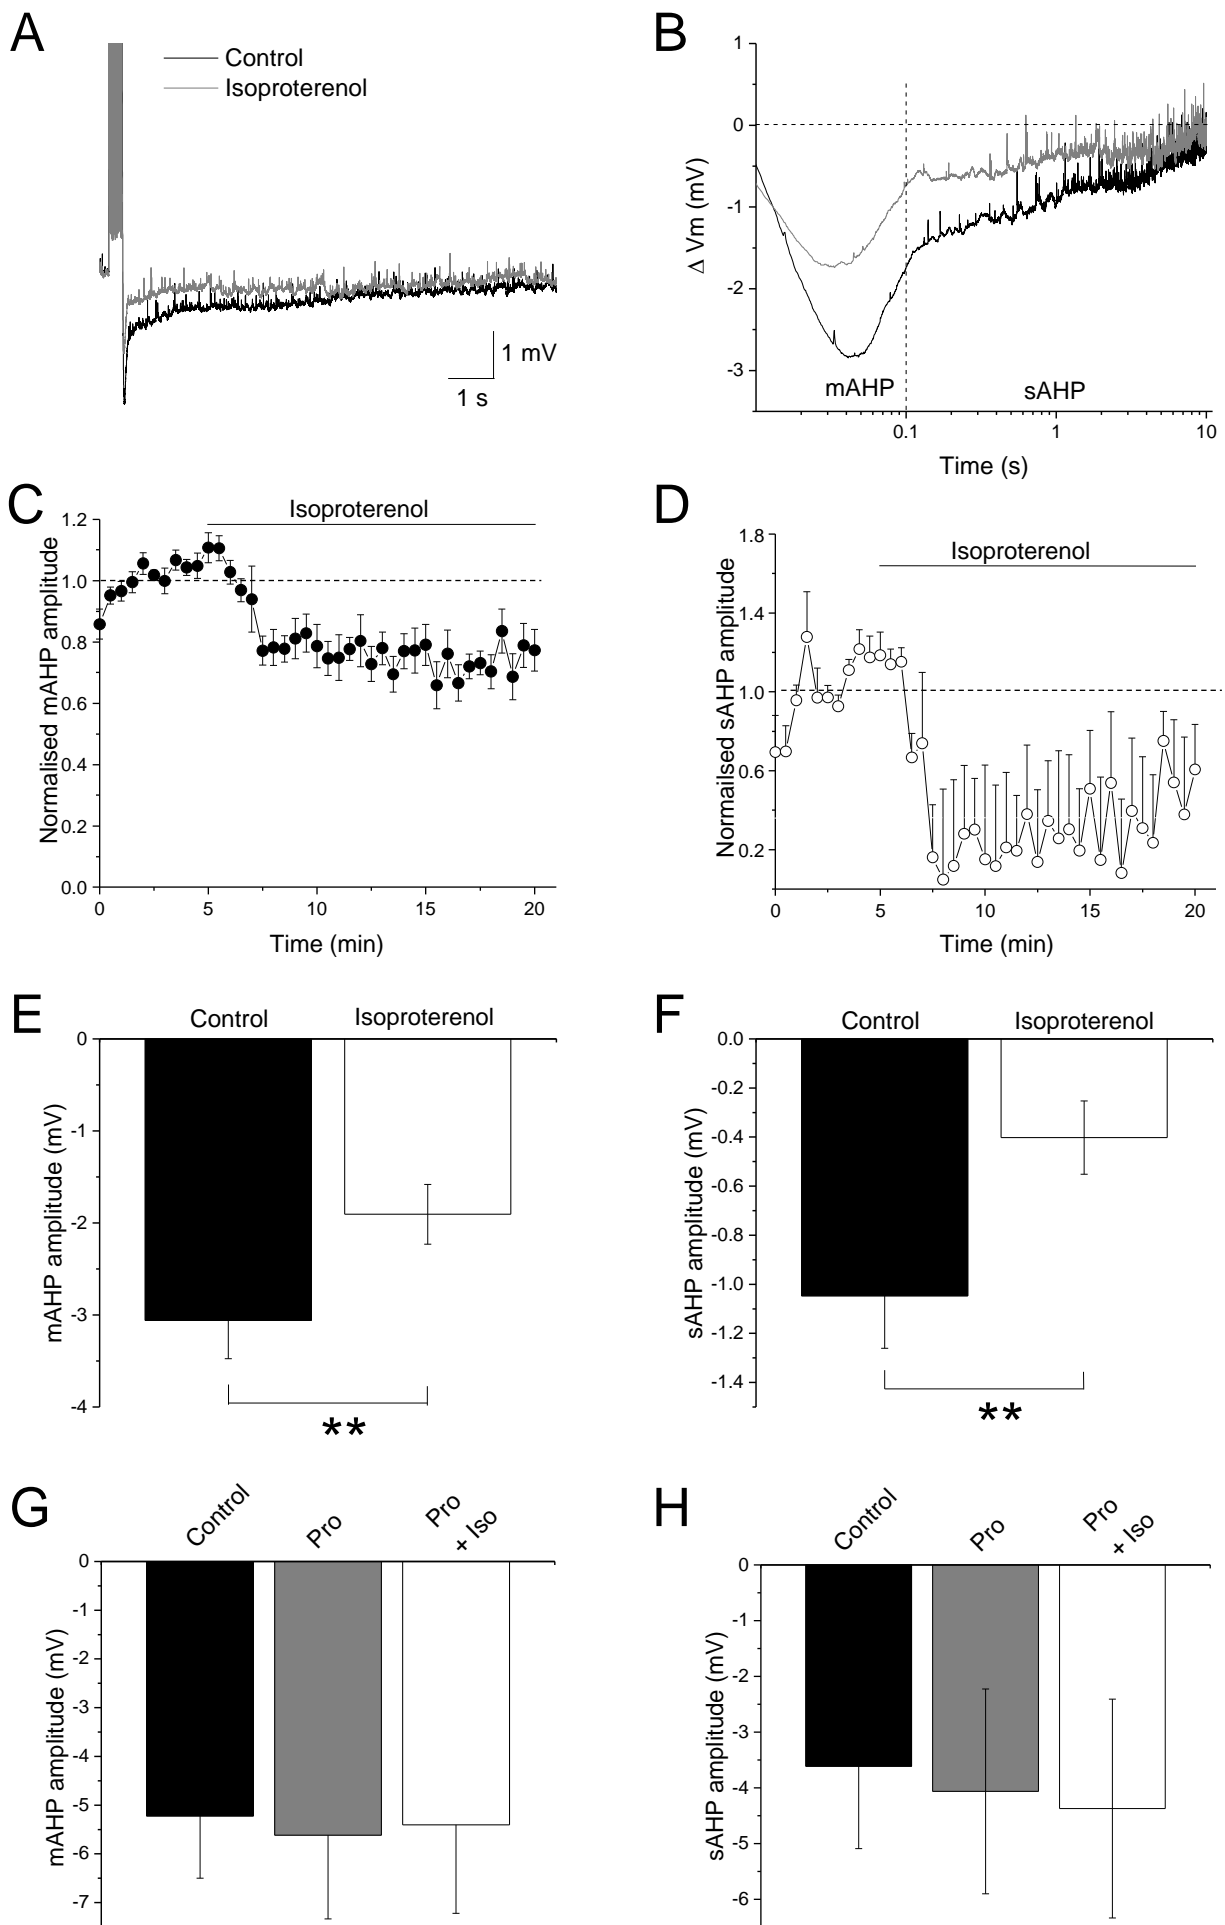 A
Control
Isoproterenol
1 mV
1 s
B
1
0
-1
-2
-3
Δ Vm (mV)
mAHP
sAHP
0.1
1
10
Time (s)
C
Isoproterenol
1.2
1.0
0.8
0.6
0.4
0.2
0.0
Normalised mAHP amplitude
0
5
10
15
20
Time (min)
D
Isoproterenol
1.8
1.4
1.0
0.6
0.2
Normailsed sAHP amplitude
0
5
10
15
20
Time (min)
E
Control
Isoproterenol
0
-1
-2
-3
-4
mAHP amplitude (mV)
**
F
Control
Isoproterenol
0.0
-0.2
-0.4
-0.6
-0.8
-1.0
-1.2
-1.4
sAHP amplitude (mV)
**
G
Control
Pro
Pro
+ Iso
0
-1
-2
-3
-4
-5
-6
-7
mAHP amplitude (mV)
H
Control
Pro
Pro
+ Iso
0
-1
-2
-3
-4
-5
-6
sAHP amplitude (mV)